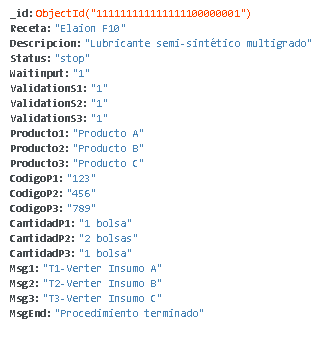 _id: ObjectId("111111111111111100000001")
Receta: "Elaion F10"
Descripcion: "Lubricante semi-sintético multigrado"
Status: "stop"
Waitinput: "1"
ValidationS1: "1"
ValidationS2: "1"
ValidationS3: "1"
Producto1: "Producto A"
Producto2: "Producto B"
Producto3: "Producto C"
CodigoP1: "123"
CodigoP2: "456"
CodigoP3: "789"
CantidadP1: "1 bolsa"
CantidadP2: "2 bolsas"
CantidadP3: "1 bolsa"
Msg1: "T1-Verter Insumo A"
Msg2: "T2-Verter Insumo B"
Msg3: "T3-Verter Insumo C"
MsgEnd: "Procedimiento terminado"